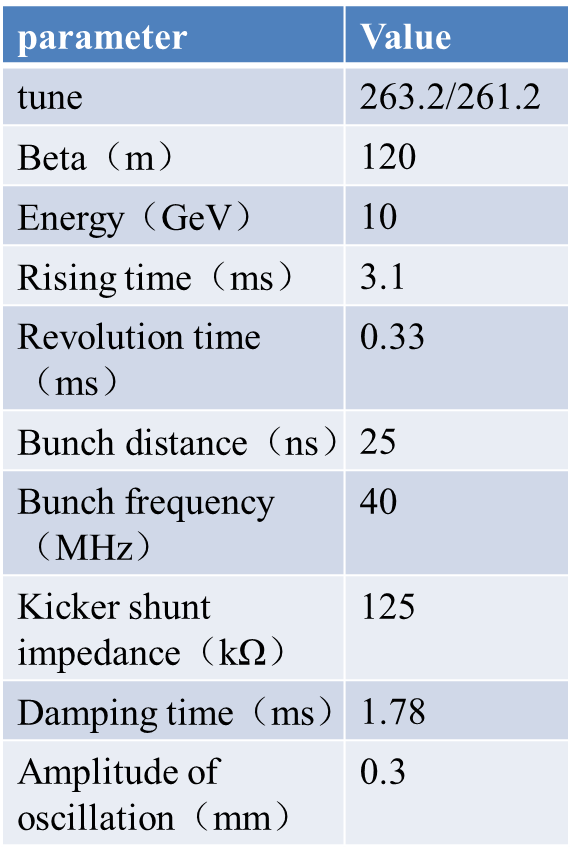 parameter Value
tune 263.2/261.2
Beta（m） 120
Energy（GeV） 10
Rising time（ms） 3.1
Revolution time 0.33
（ms）
Bunch distance（ns） 25
Bunch frequency 40
（MHz）
Kicker shunt 125
impedance（kΩ）
Damping time（ms） 1.78
Amplitude of 0.3
oscillation（mm）